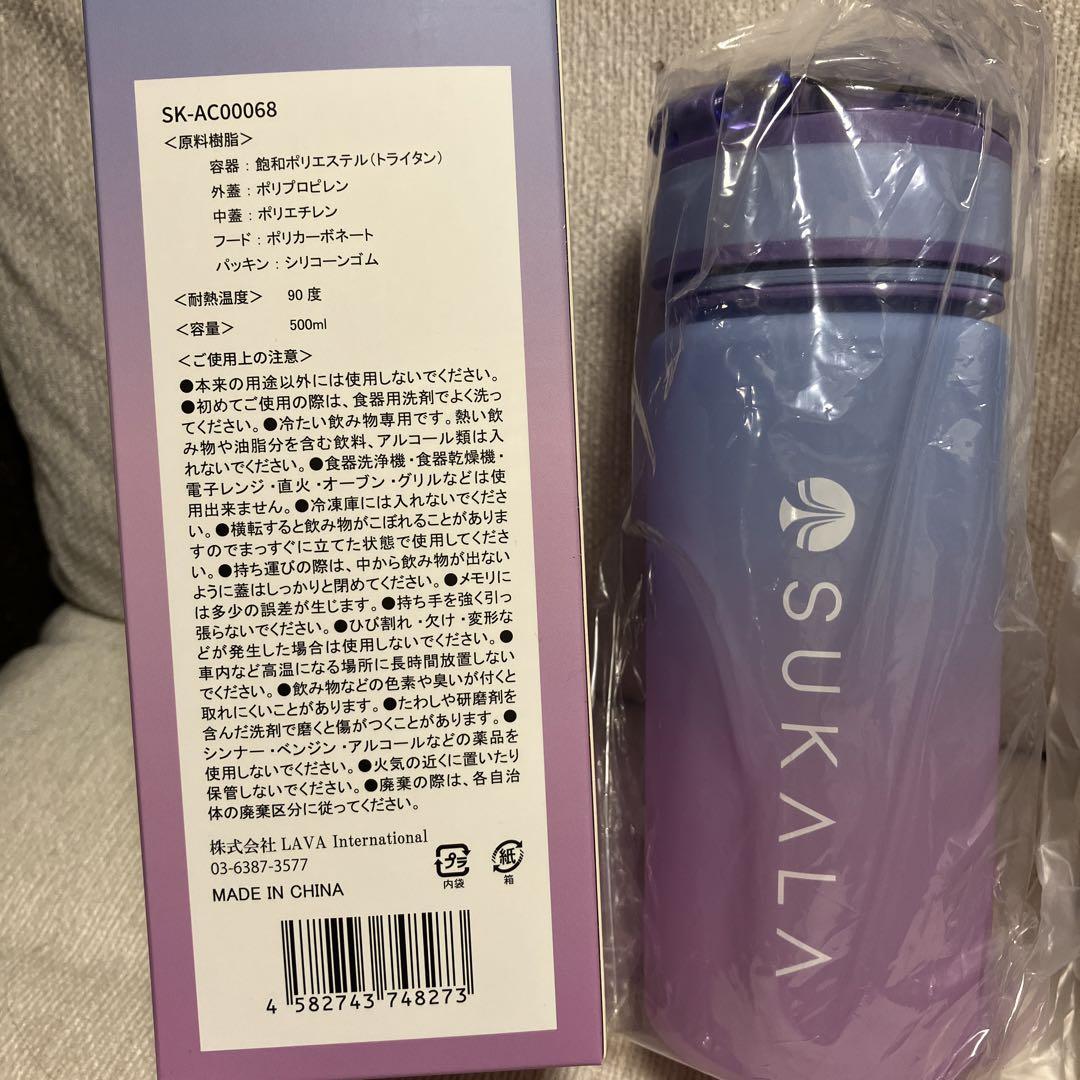 SK-AC00068
＜原料樹脂＞
容器：飽和ポリエステル（トライタン）
外蓋：ポリプロピレン
中蓋：ポリエチレン
フード：ポリカーボネート
パッキン：シリコーンゴム
＜耐熱温度＞ 90度
＜容量＞ 500ml
＜ご使用上の注意＞
●本来の用途以外には使用しないでください。
●初めてご使用の際は、食器用洗剤でよく洗っ
てください。●冷たい飲み物専用です。熱い飲
み物や油脂分を含む飲料、アルコール類は入
れないでください。●食器洗浄機・食器乾燥機・
電子レンジ・直火・オーブン・グリルなどは使
用出来ません。●冷凍庫には入れないでくださ
い。●横転すると飲み物がこぼれることがありま
すのでまっすぐに立てた状態で使用してくださ
い。●持ち運びの際は、中から飲み物が出ない
ように蓋はしっかりと閉めてください。●メモリに
は多少の誤差が生じます。●持ち手を強く引っ
張らないでください。●ひび割れ・欠け・変形な
どが発生した場合は使用しないでください。●
車内など高温になる場所に長時間放置しない
でください。●飲み物などの色素や臭いが付くと
取れにくいことがあります。●たわしや研磨剤を
含んだ洗剤で磨くと傷がつくことがあります。●
シンナー・ベンジン・アルコールなどの薬品を
使用しないでください。●火気の近くに置いたり
保管しないでください。●廃棄の際は、各自治
体の廃棄区分に従ってください。
株式会社 LAVA International
03-6387-3577
MADE IN CHINA
プラ
内袋
紙
箱
4 582743 748273
SUKALA